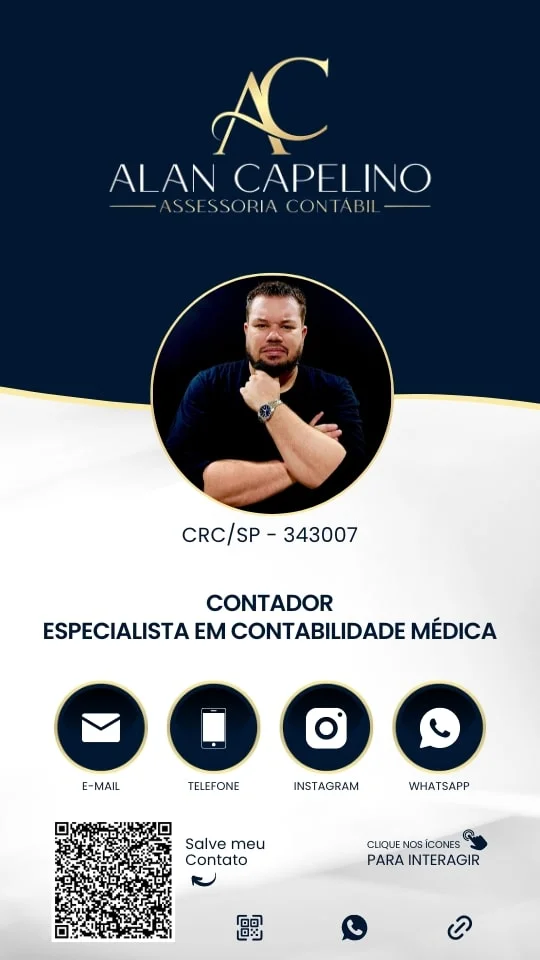 AC
ALAN CAPELINO
ASSESSORIA CONTÁBIL
CRC/SP - 343007
CONTADOR
ESPECIALISTA EM CONTABILIDADE MÉDICA
E-MAIL
TELEFONE
INSTAGRAM
WHATSAPP
Salve meu
Contato
CLIQUE NOS ÍCONES
PARA INTERAGIR